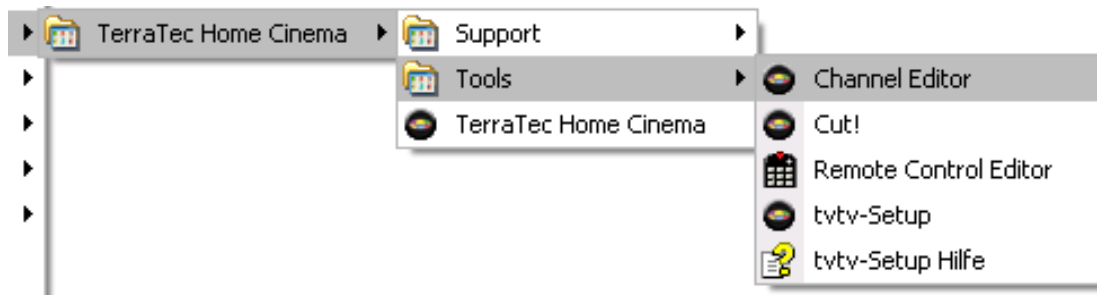 TerraTec Home Cinema
Support
Tools
TerraTec Home Cinema
Channel Editor
Cut!
Remote Control Editor
tvtv-Setup
tvtv-Setup Hilfe